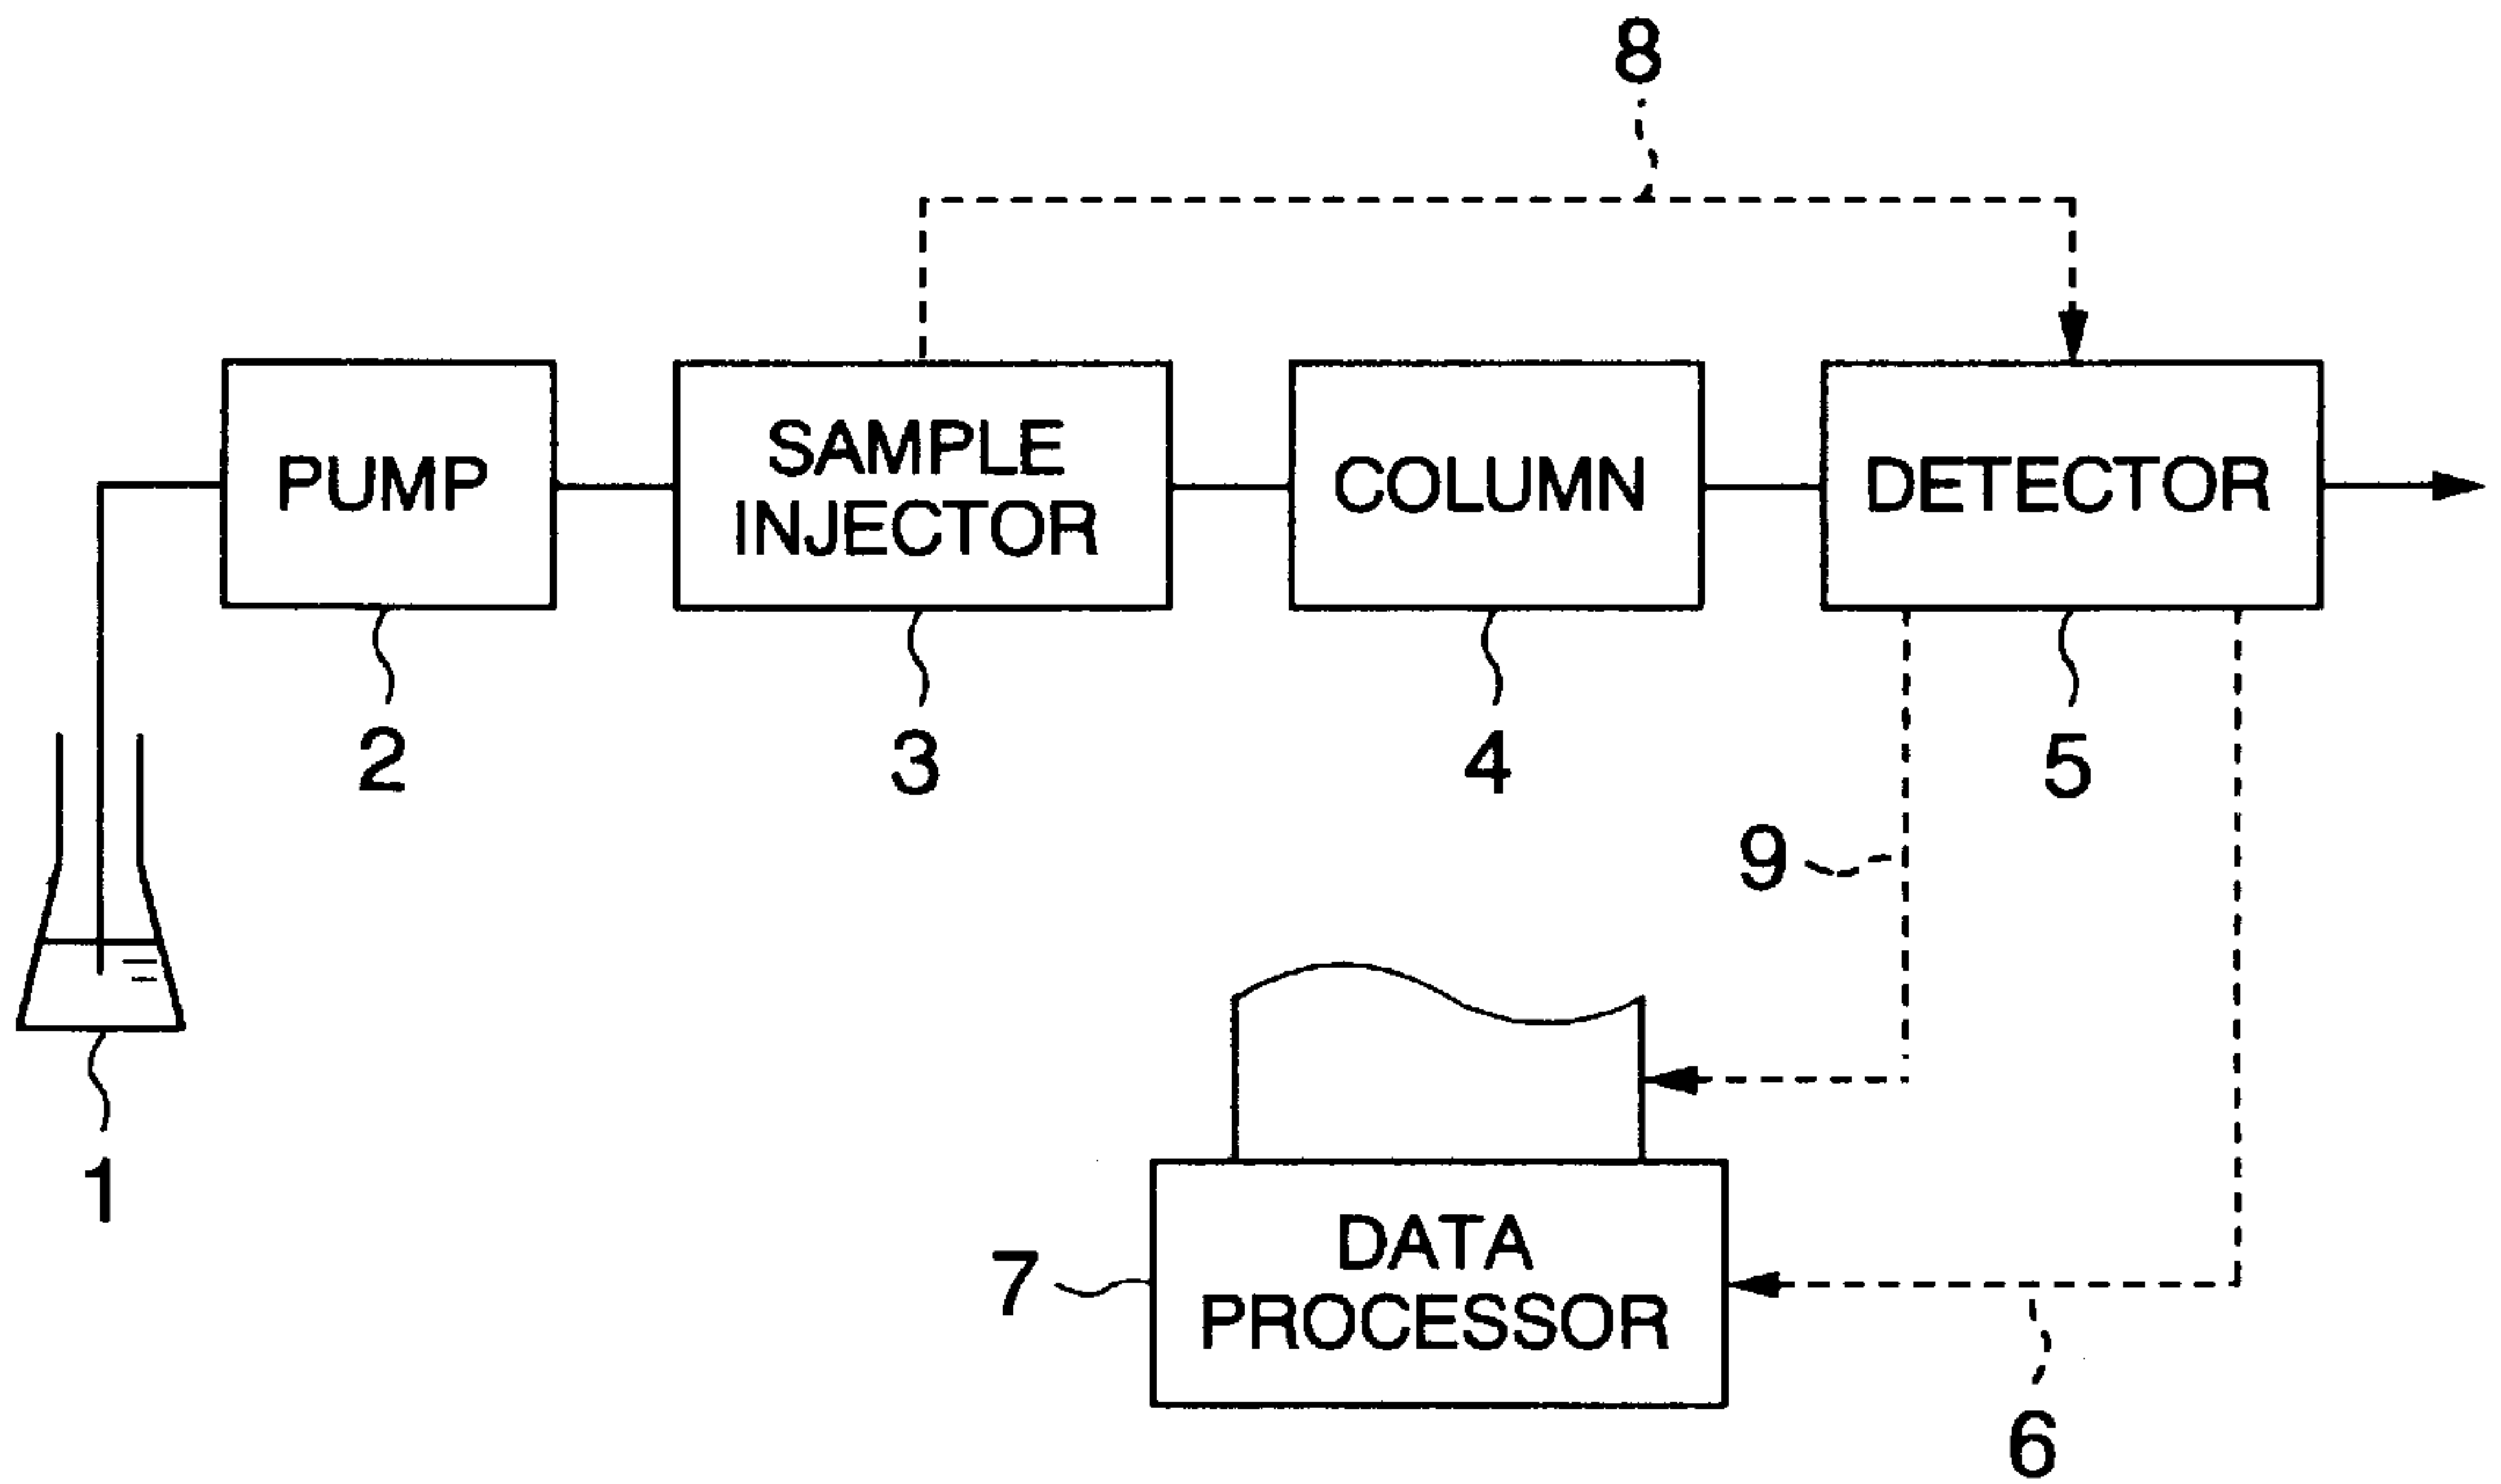 8
PUMP
SAMPLE
INJECTOR
COLUMN
DETECTOR
2
3
4
5
9
1
7
DATA
PROCESSOR
6